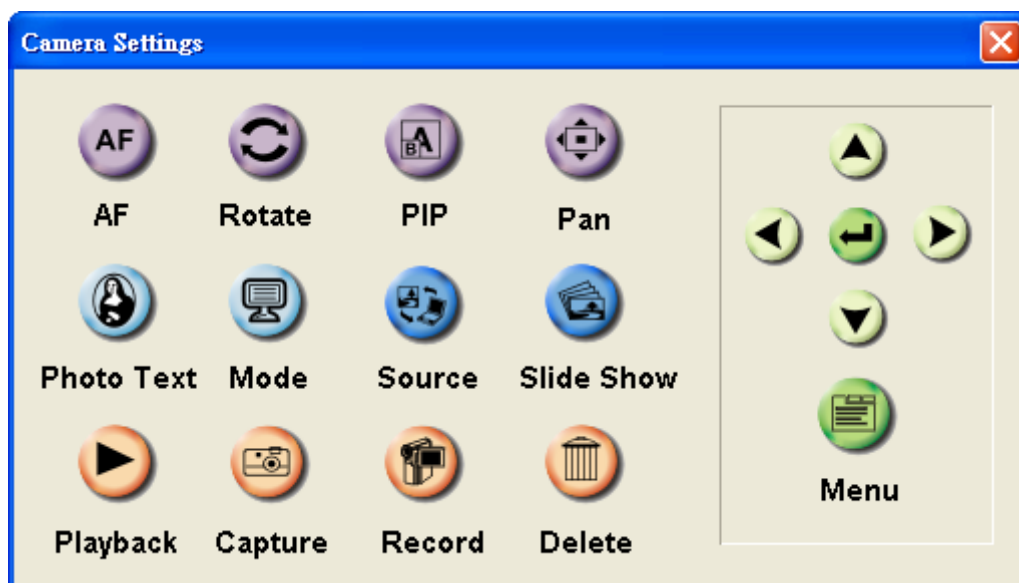 Camera Settings
AF
AF Rotate PIP Pan
Photo Text Mode Source Slide Show
Menu
Playback Capture Record Delete